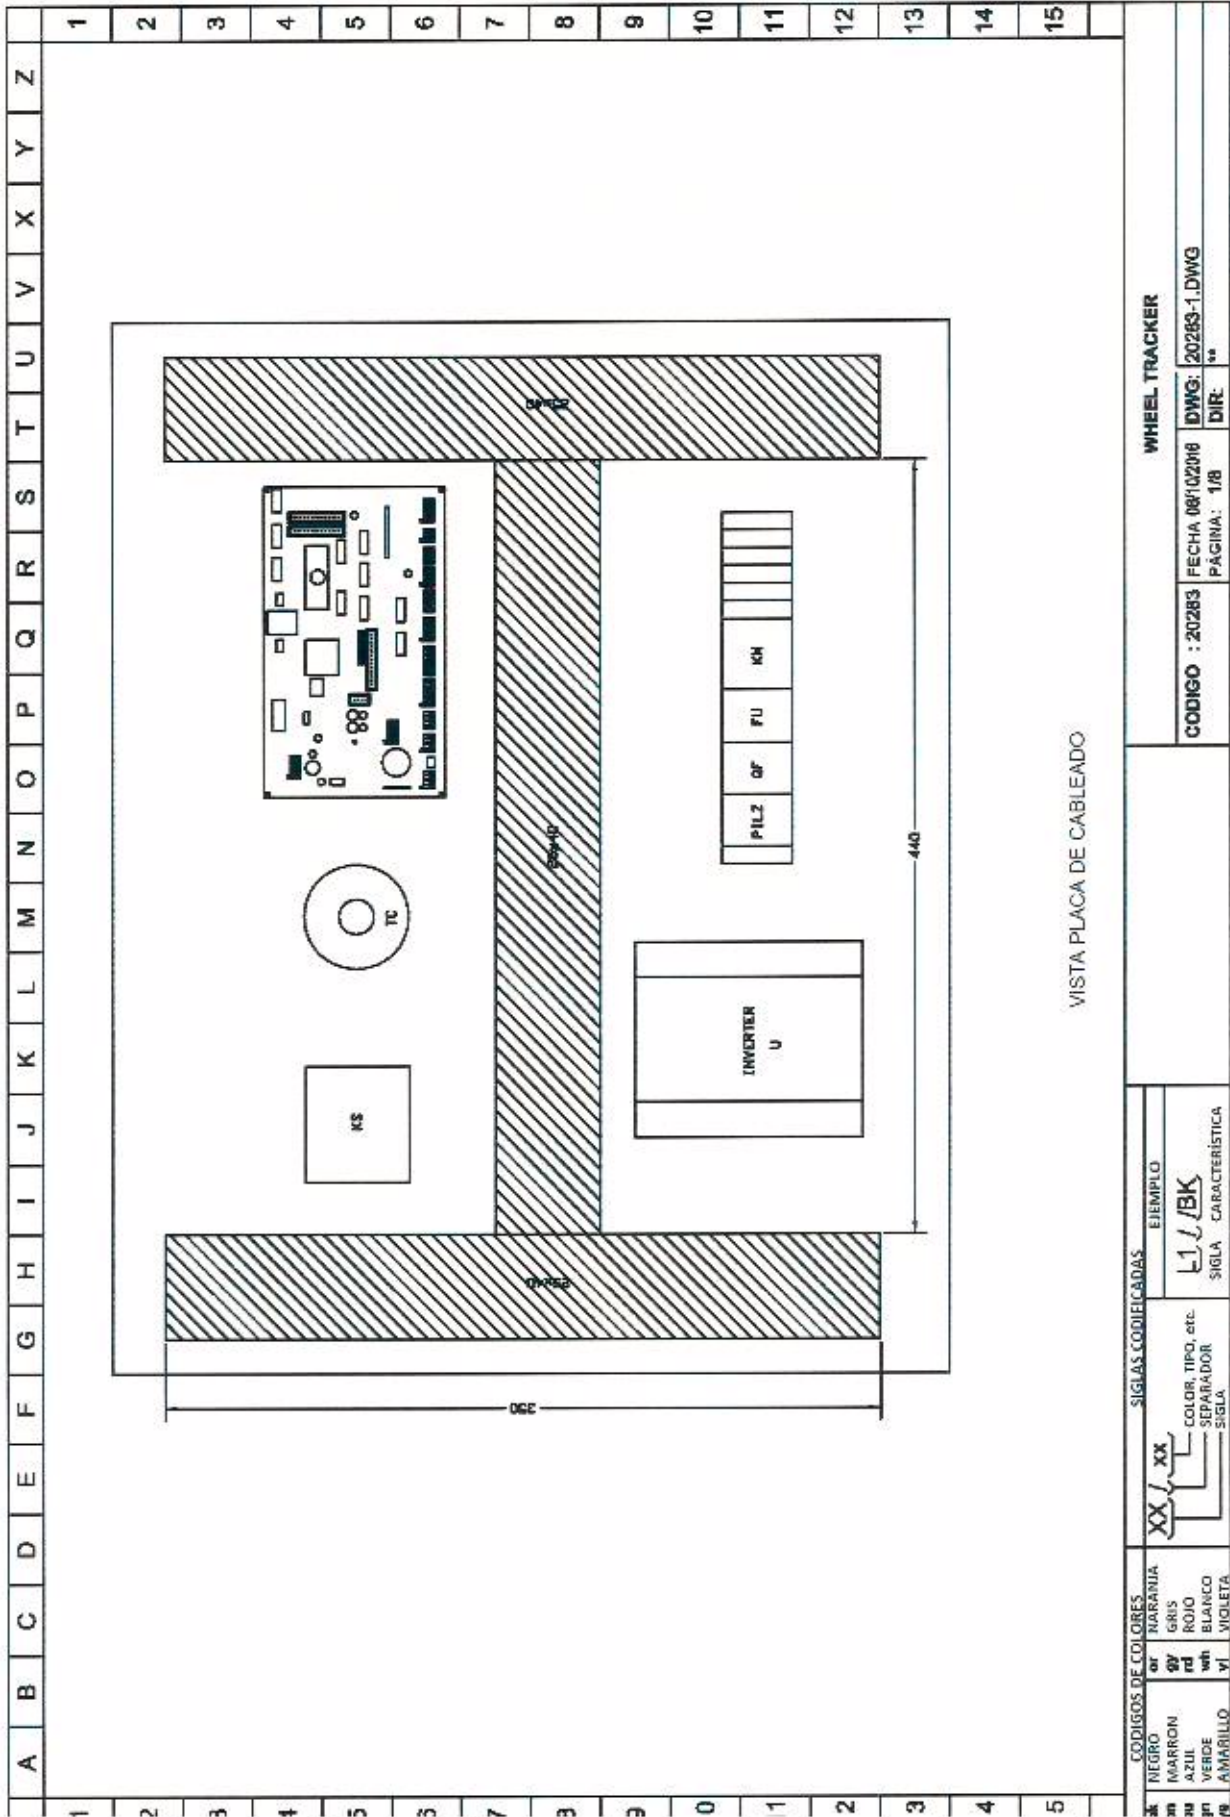 A B C D E F G H I J K L M N O P Q R S T U V X Y Z
1
2
3
4
5
6
7
8
9
10
11
12
13
14
15
KS
TC
25x40
350
INVERTER
U
PILZ
QF
FU
KM
440
VISTA PLACA DE CABLEADO
CODIGOS DE COLORES
NEGRO or NARANJA
MARRON gy GRIS
AZUL rd ROJO
VERDE wh BLANCO
AMARILLO vl VIOLETA
SIGLAS CODIFICADAS
XX / XX
COLOR, TIPO, etc.
SEPARADOR
SIGLA
EJEMPLO
L1 / /BK
SIGLA CARACTERÍSTICA
WHEEL TRACKER
CODIGO : 20283 FECHA 06/10/2016 DWG: 20283-1.DWG
PÁGINA: 1/8 DIR: **